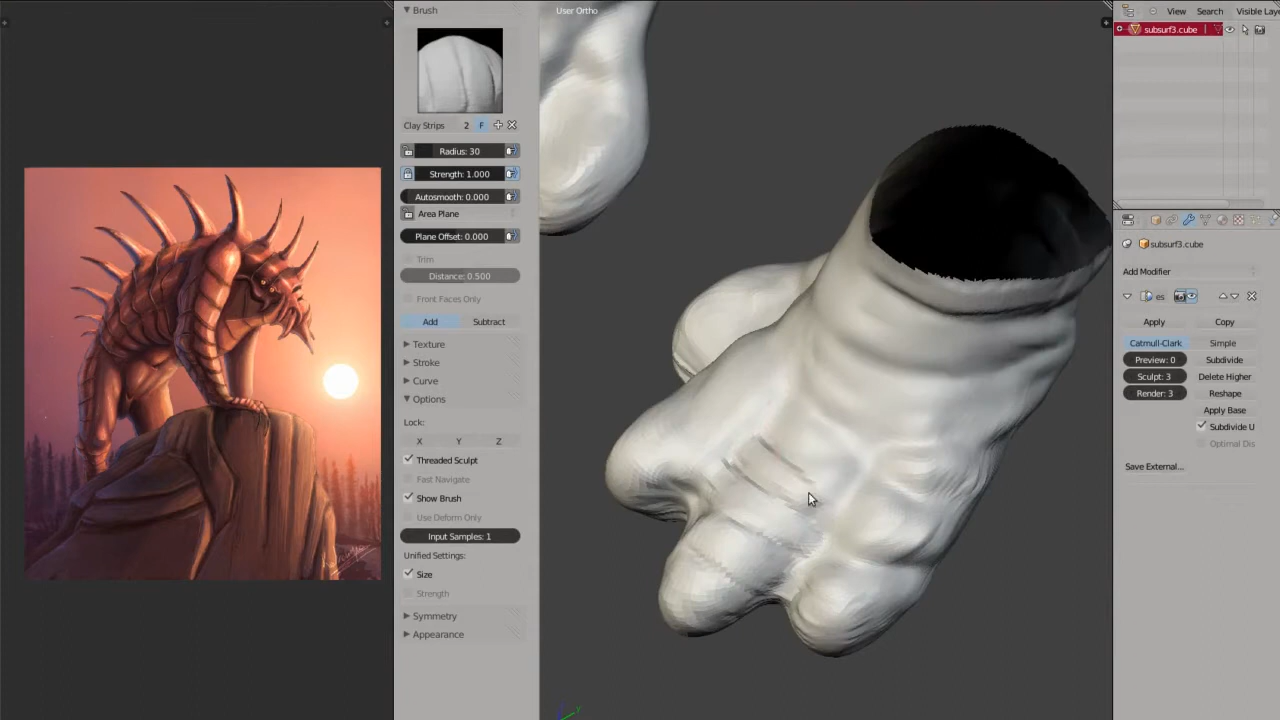 Brush
Clay Strips 2 F
Radius: 30
Strength: 1.000
Autosmooth: 0.000
Area Plane
Plane Offset: 0.000
Trim
Distance: 0.500
Front Faces Only
Add Subtract
Texture
Stroke
Curve
Options
Lock:
X Y Z
Threaded Sculpt
Fast Navigate
Show Brush
Use Deform Only
Input Samples: 1
Unified Settings:
Size
Strength
Symmetry
Appearance
User Ortho
y
View Search Visible Laye
subsurf3.cube
subsurf3.cube
Add Modifier
es
Apply Copy
Catmull-Clark Simple
Preview: 0 Subdivide
Sculpt: 3 Delete Higher
Render: 3 Reshape
Apply Base
Subdivide U
Optimal Dis
Save External...